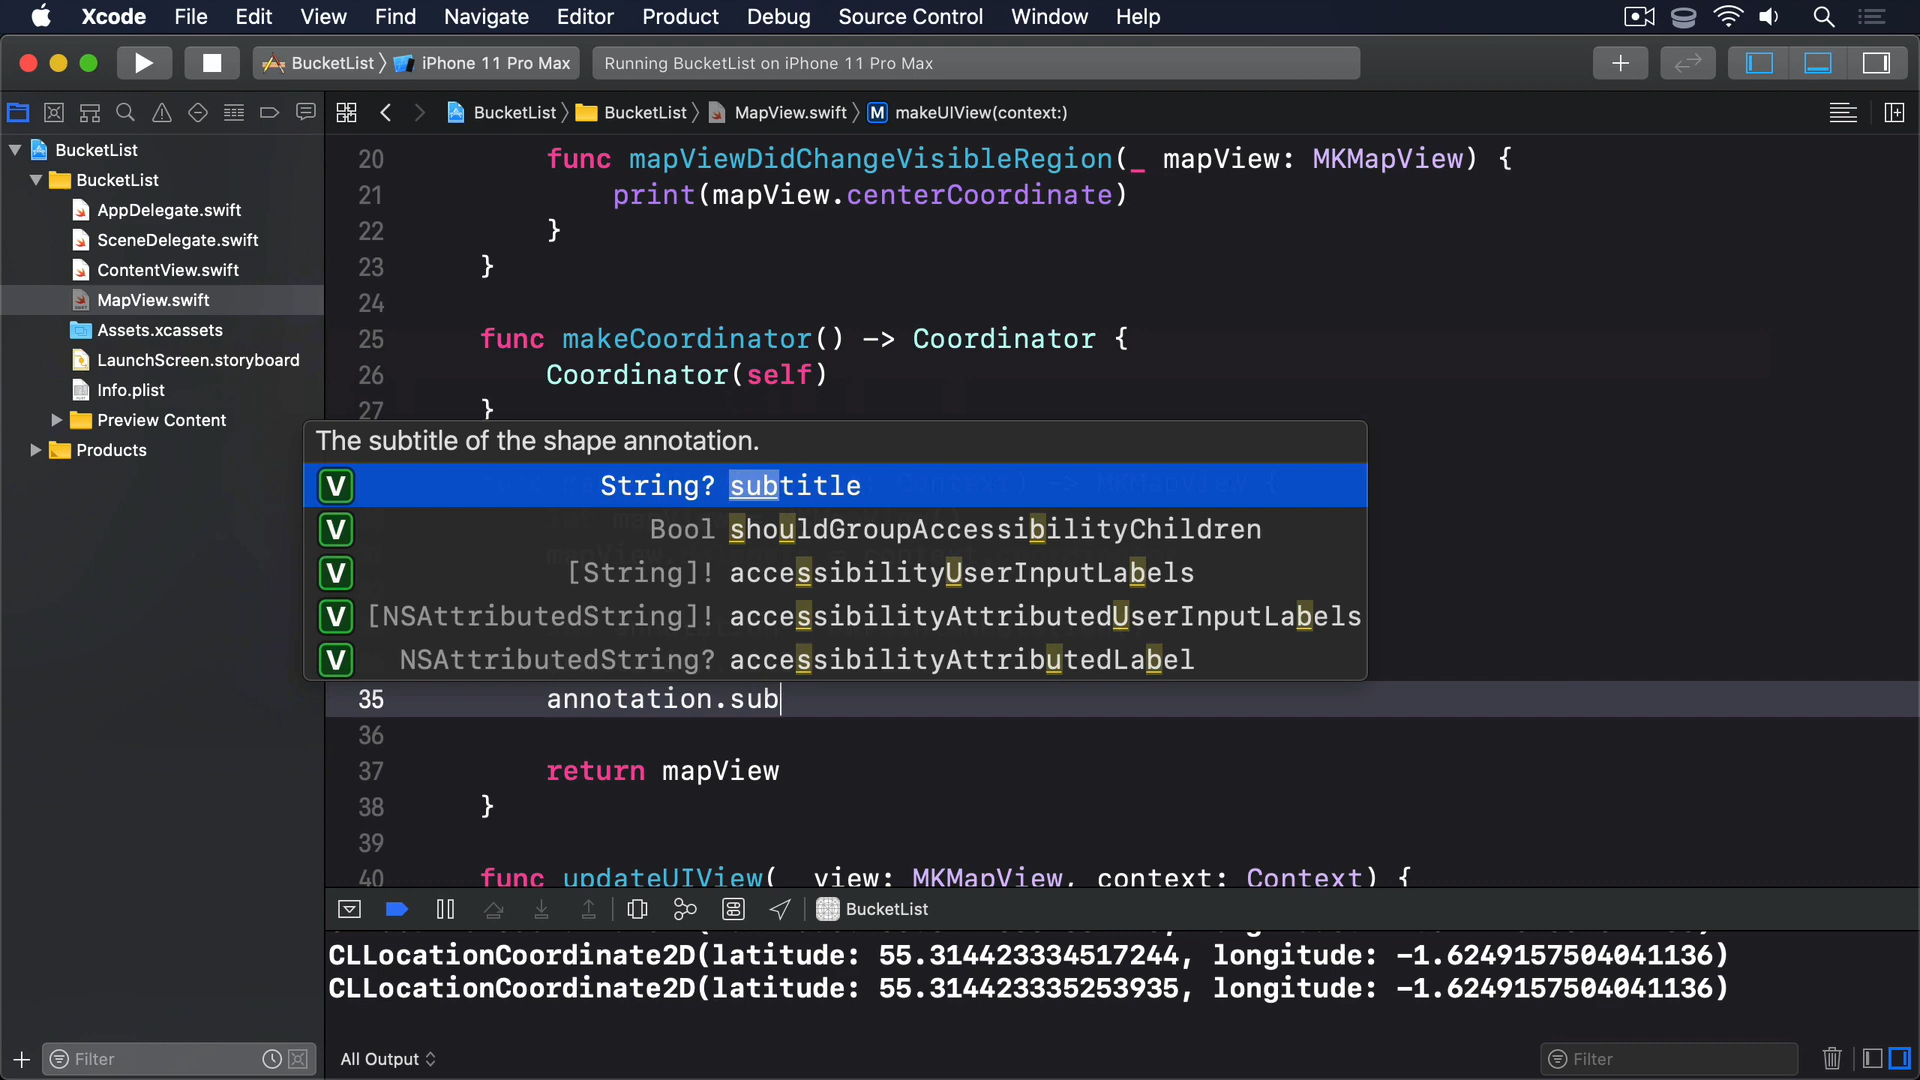 Xcode File Edit View Find Navigate Editor Product Debug Source Control Window Help
BucketList iPhone 11 Pro Max
Running BucketList on iPhone 11 Pro Max
BucketList BucketList MapView.swift M makeUIView(context:)
BucketList
BucketList
AppDelegate.swift
SceneDelegate.swift
ContentView.swift
MapView.swift
Assets.xcassets
LaunchScreen.storyboard
Info.plist
Preview Content
Products
20 func mapViewDidChangeVisibleRegion(_ mapView: MKMapView) {
21 print(mapView.centerCoordinate)
22 }
23 }
24
25 func makeCoordinator() -> Coordinator {
26 Coordinator(self)
27 }
The subtitle of the shape annotation.
V String? subtitle
V Bool shouldGroupAccessibilityChildren
V [String]! accessibilityUserInputLabels
V [NSAttributedString]! accessibilityAttributedUserInputLabels
V NSAttributedString? accessibilityAttributedLabel
35 annotation.sub
36
37 return mapView
38 }
39
40 func updateUIView(_ view: MKMapView, context: Context) {
BucketList
CLLocationCoordinate2D(latitude: 55.314423334517244, longitude: -1.6249157504041136)
CLLocationCoordinate2D(latitude: 55.314423335253935, longitude: -1.6249157504041136)
Filter
All Output
Filter